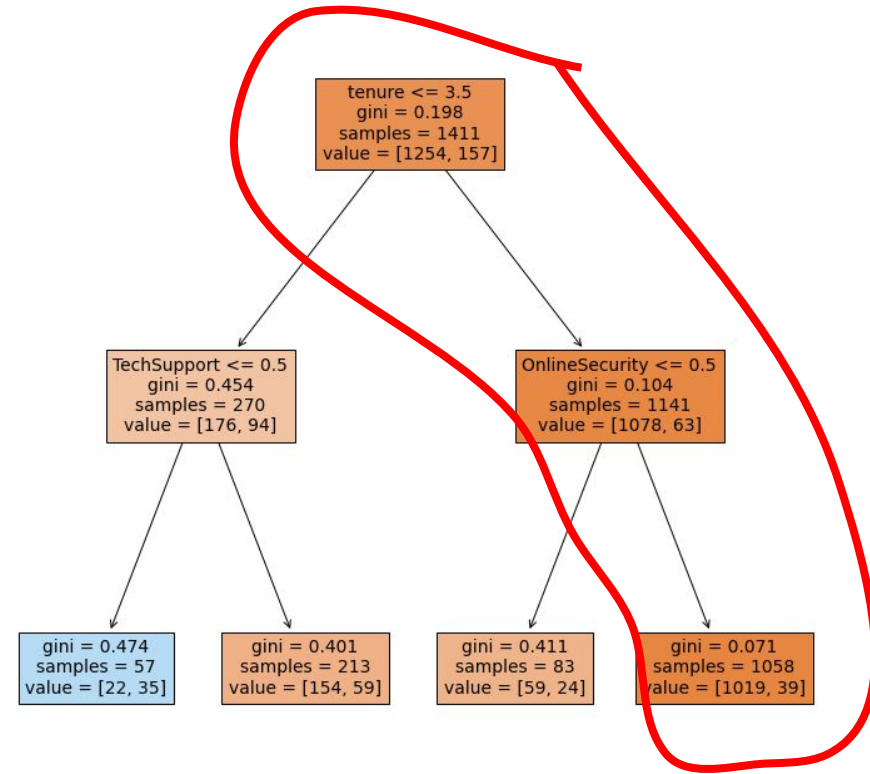 tenure <= 3.5
gini = 0.198
samples = 1411
value = [1254, 157]
TechSupport <= 0.5
gini = 0.454
samples = 270
value = [176, 94]
OnlineSecurity <= 0.5
gini = 0.104
samples = 1141
value = [1078, 63]
gini = 0.474
samples = 57
value = [22, 35]
gini = 0.401
samples = 213
value = [154, 59]
gini = 0.411
samples = 83
value = [59, 24]
gini = 0.071
samples = 1058
value = [1019, 39]